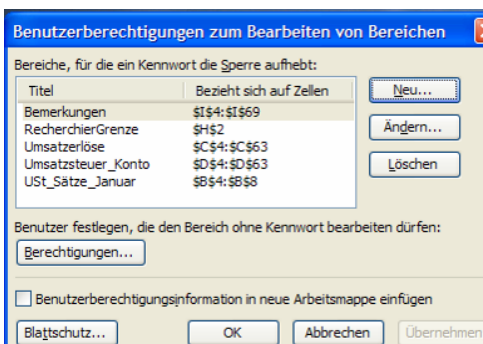 Benutzerberechtigungen zum Bearbeiten von Bereichen
Bereiche, für die ein Kennwort die Sperre aufhebt:
Titel Bezieht sich auf Zellen
Bemerkungen $I$4:$I$69
RecherchierGrenze $H$2
Umsatzerlöse $C$4:$C$63
Umsatzsteuer_Konto $D$4:$D$63
USt_Sätze_Januar $B$4:$B$8
Neu...
Ändern...
Löschen
Benutzer festlegen, die den Bereich ohne Kennwort bearbeiten dürfen:
Berechtigungen...
Benutzerberechtigungsinformation in neue Arbeitsmappe einfügen
Blattschutz... OK Abbrechen Übernehmen